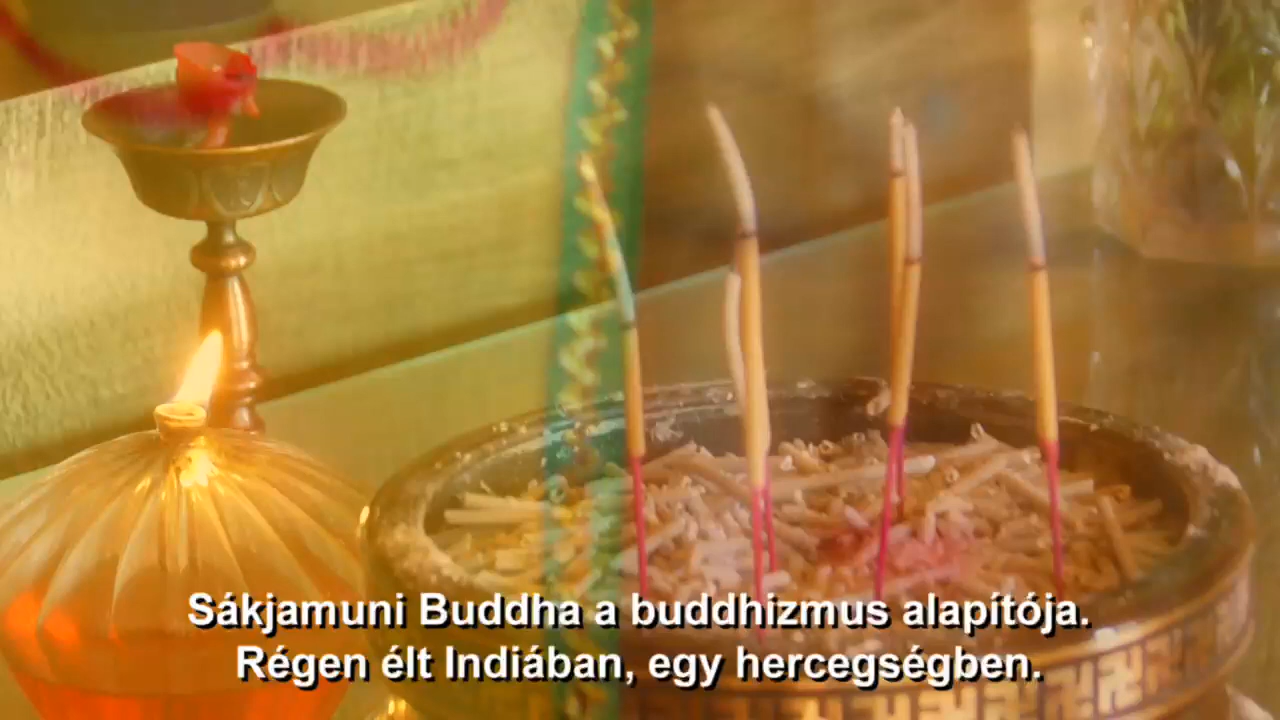 Sákjamuni Buddha a buddhizmus alapítója.
Régen élt Indiában, egy hercegségben.